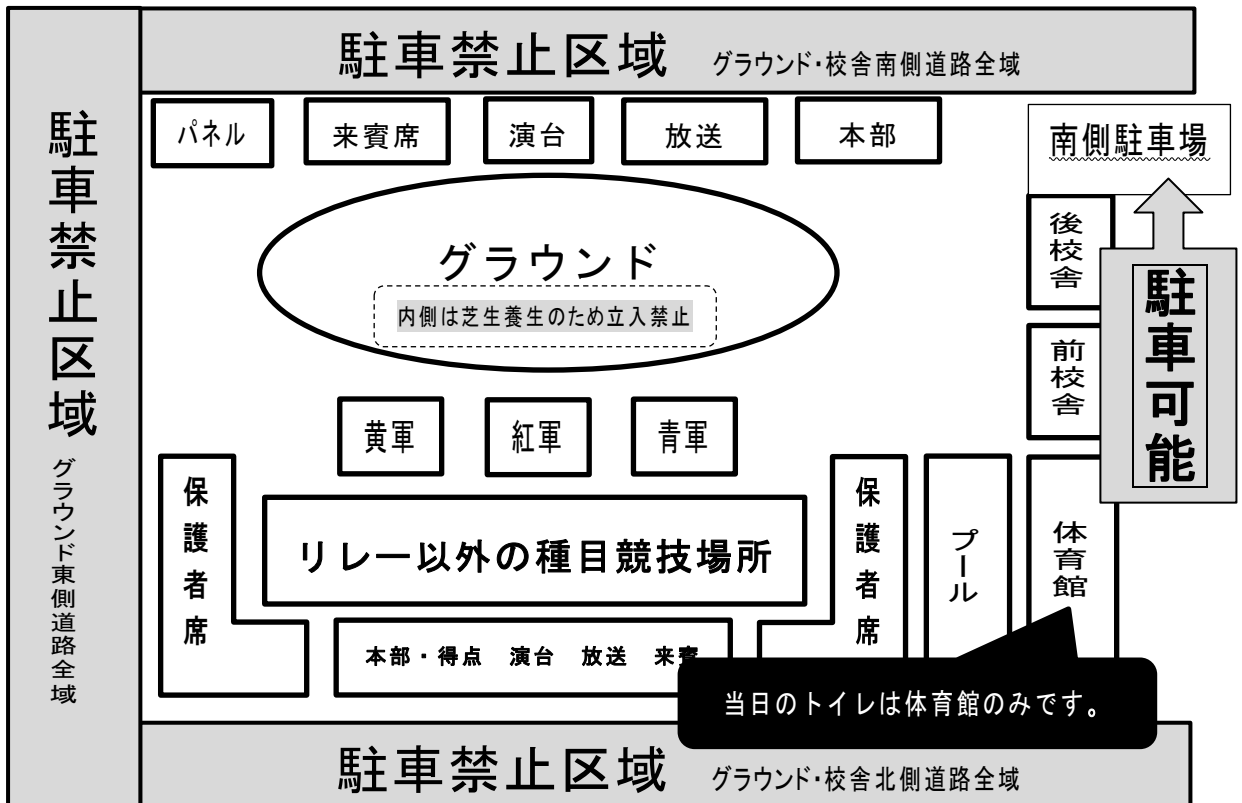 駐車禁止区域 グラウンド・校舎南側道路全域
駐車禁止区域 グラウンド東側道路全域
パネル
来賓席
演台
放送
本部
南側駐車場
グラウンド
内側は芝生養生のため立入禁止
後校舎
駐車可能
前校舎
黄軍
紅軍
青軍
保護者席
リレー以外の種目競技場所
保護者席
プール
体育館
本部・得点 演台 放送 来賓
当日のトイレは体育館のみです。
駐車禁止区域 グラウンド・校舎北側道路全域